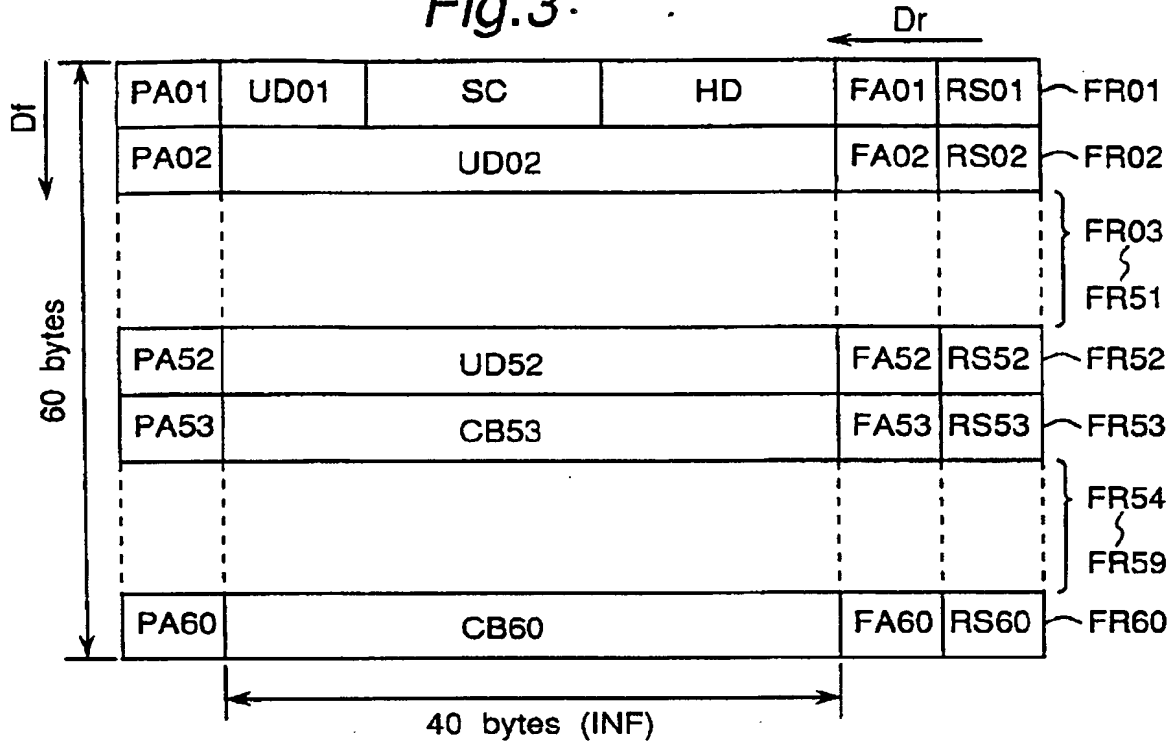 Fig.3
Dr
Df
60 bytes
PA01 UD01 SC HD FA01 RS01 FR01
PA02 UD02 FA02 RS02 FR02
FR03
FR51
PA52 UD52 FA52 RS52 FR52
PA53 CB53 FA53 RS53 FR53
FR54
FR59
PA60 CB60 FA60 RS60 FR60
40 bytes (INF)